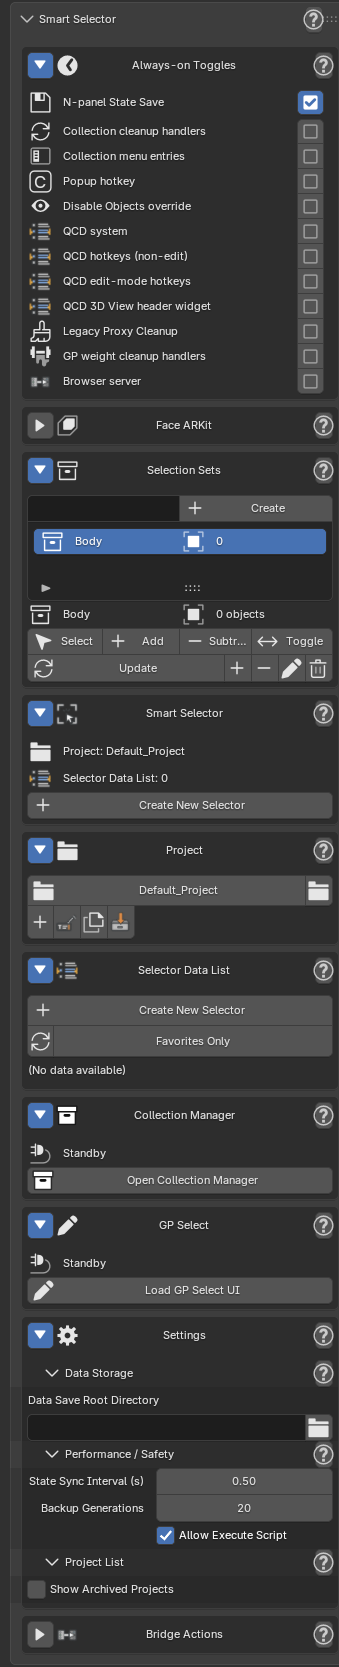 Smart Selector
Always-on Toggles
N-panel State Save
Collection cleanup handlers
Collection menu entries
C Popup hotkey
Disable Objects override
QCD system
QCD hotkeys (non-edit)
QCD edit-mode hotkeys
QCD 3D View header widget
Legacy Proxy Cleanup
GP weight cleanup handlers
Browser server
Face ARKit
Selection Sets
Create
Body 0
Body 0 objects
Select Add Subtr... Toggle
Update
Smart Selector
Project: Default_Project
Selector Data List: 0
Create New Selector
Project
Default_Project
Selector Data List
Create New Selector
Favorites Only
(No data available)
Collection Manager
Standby
Open Collection Manager
GP Select
Standby
Load GP Select UI
Settings
Data Storage
Data Save Root Directory
Performance / Safety
State Sync Interval (s) 0.50
Backup Generations 20
Allow Execute Script
Project List
Show Archived Projects
Bridge Actions